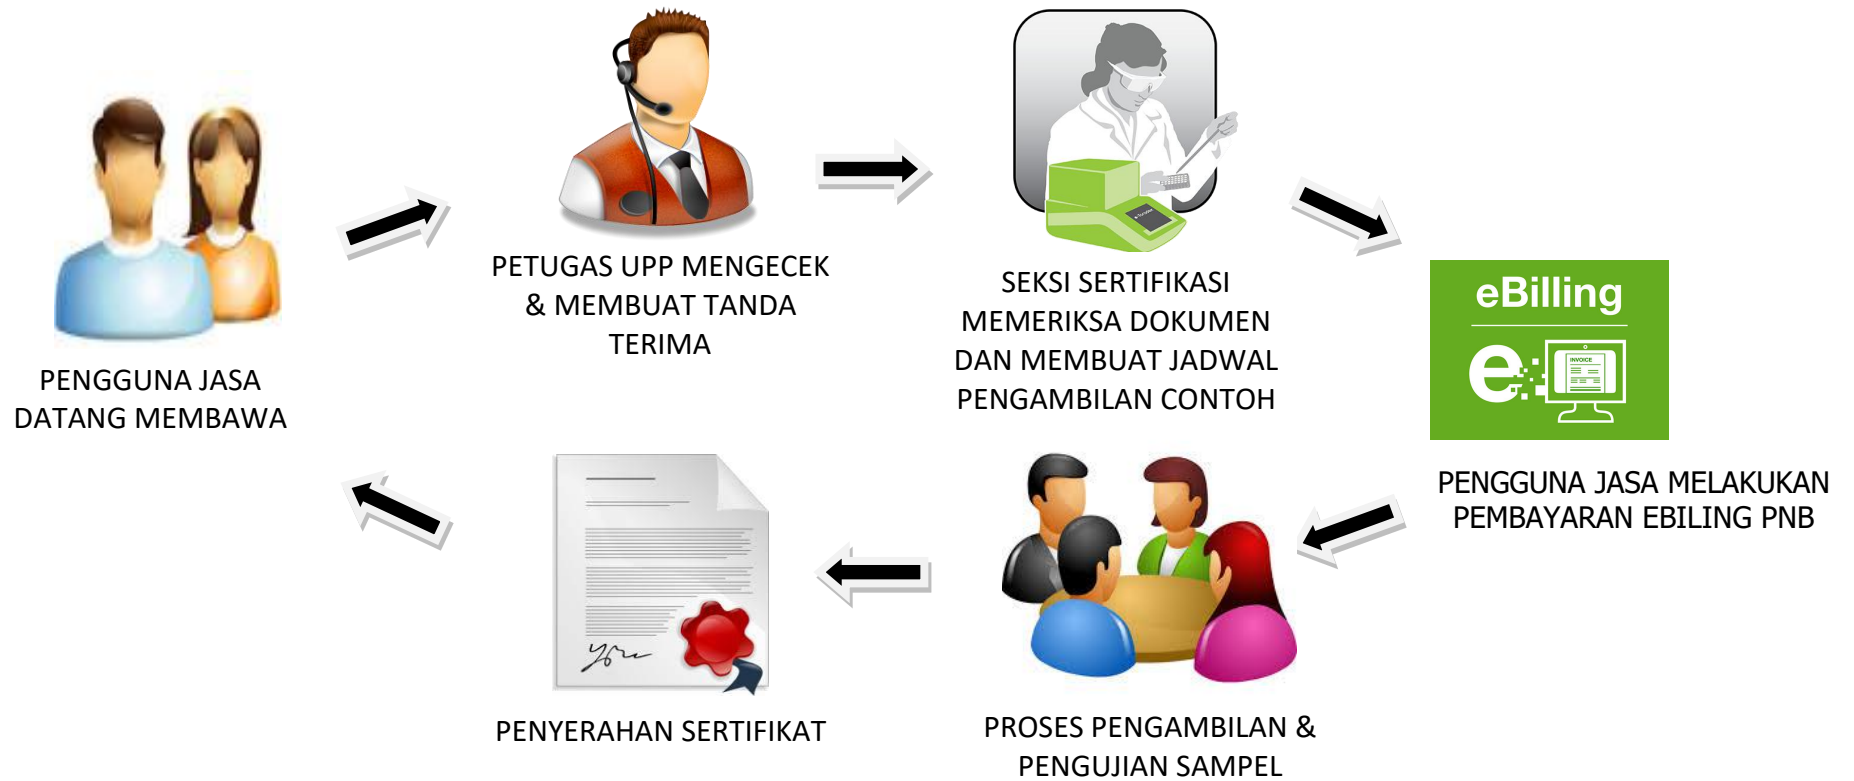 PENGGUNA JASA
DATANG MEMBAWA
PETUGAS UPP MENGECEK
& MEMBUAT TANDA
TERIMA
SEKSI SERTIFIKASI
MEMERIKSA DOKUMEN
DAN MEMBUAT JADWAL
PENGAMBILAN CONTOH
eBilling
e
INVOICE
PENGGUNA JASA MELAKUKAN
PEMBAYARAN EBILING PNB
PROSES PENGAMBILAN &
PENGUJIAN SAMPEL
PENYERAHAN SERTIFIKAT